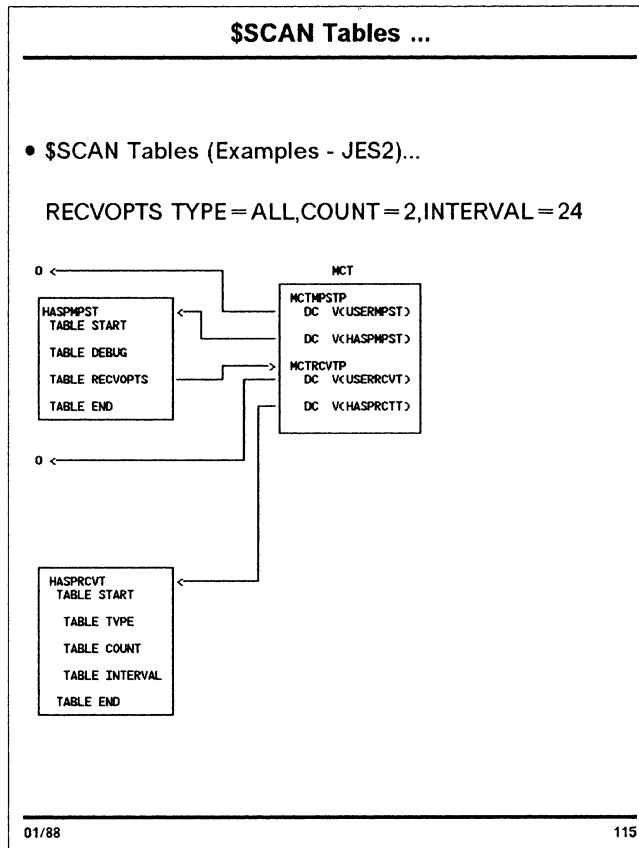 $SCAN Tables ...
• $SCAN Tables (Examples - JES2)...
RECVOPTS TYPE=ALL,COUNT=2,INTERVAL=24
0
MCT
HASPMPST
TABLE START
TABLE DEBUG
TABLE RECVOPTS
TABLE END
MCTMPSTP
DC V(USERMPST)
DC V(HASPMPST)
MCTRCVTP
DC V(USERRCVT)
DC V(HASPRCTT)
0
HASPRCVT
TABLE START
TABLE TYPE
TABLE COUNT
TABLE INTERVAL
TABLE END
01/88
115